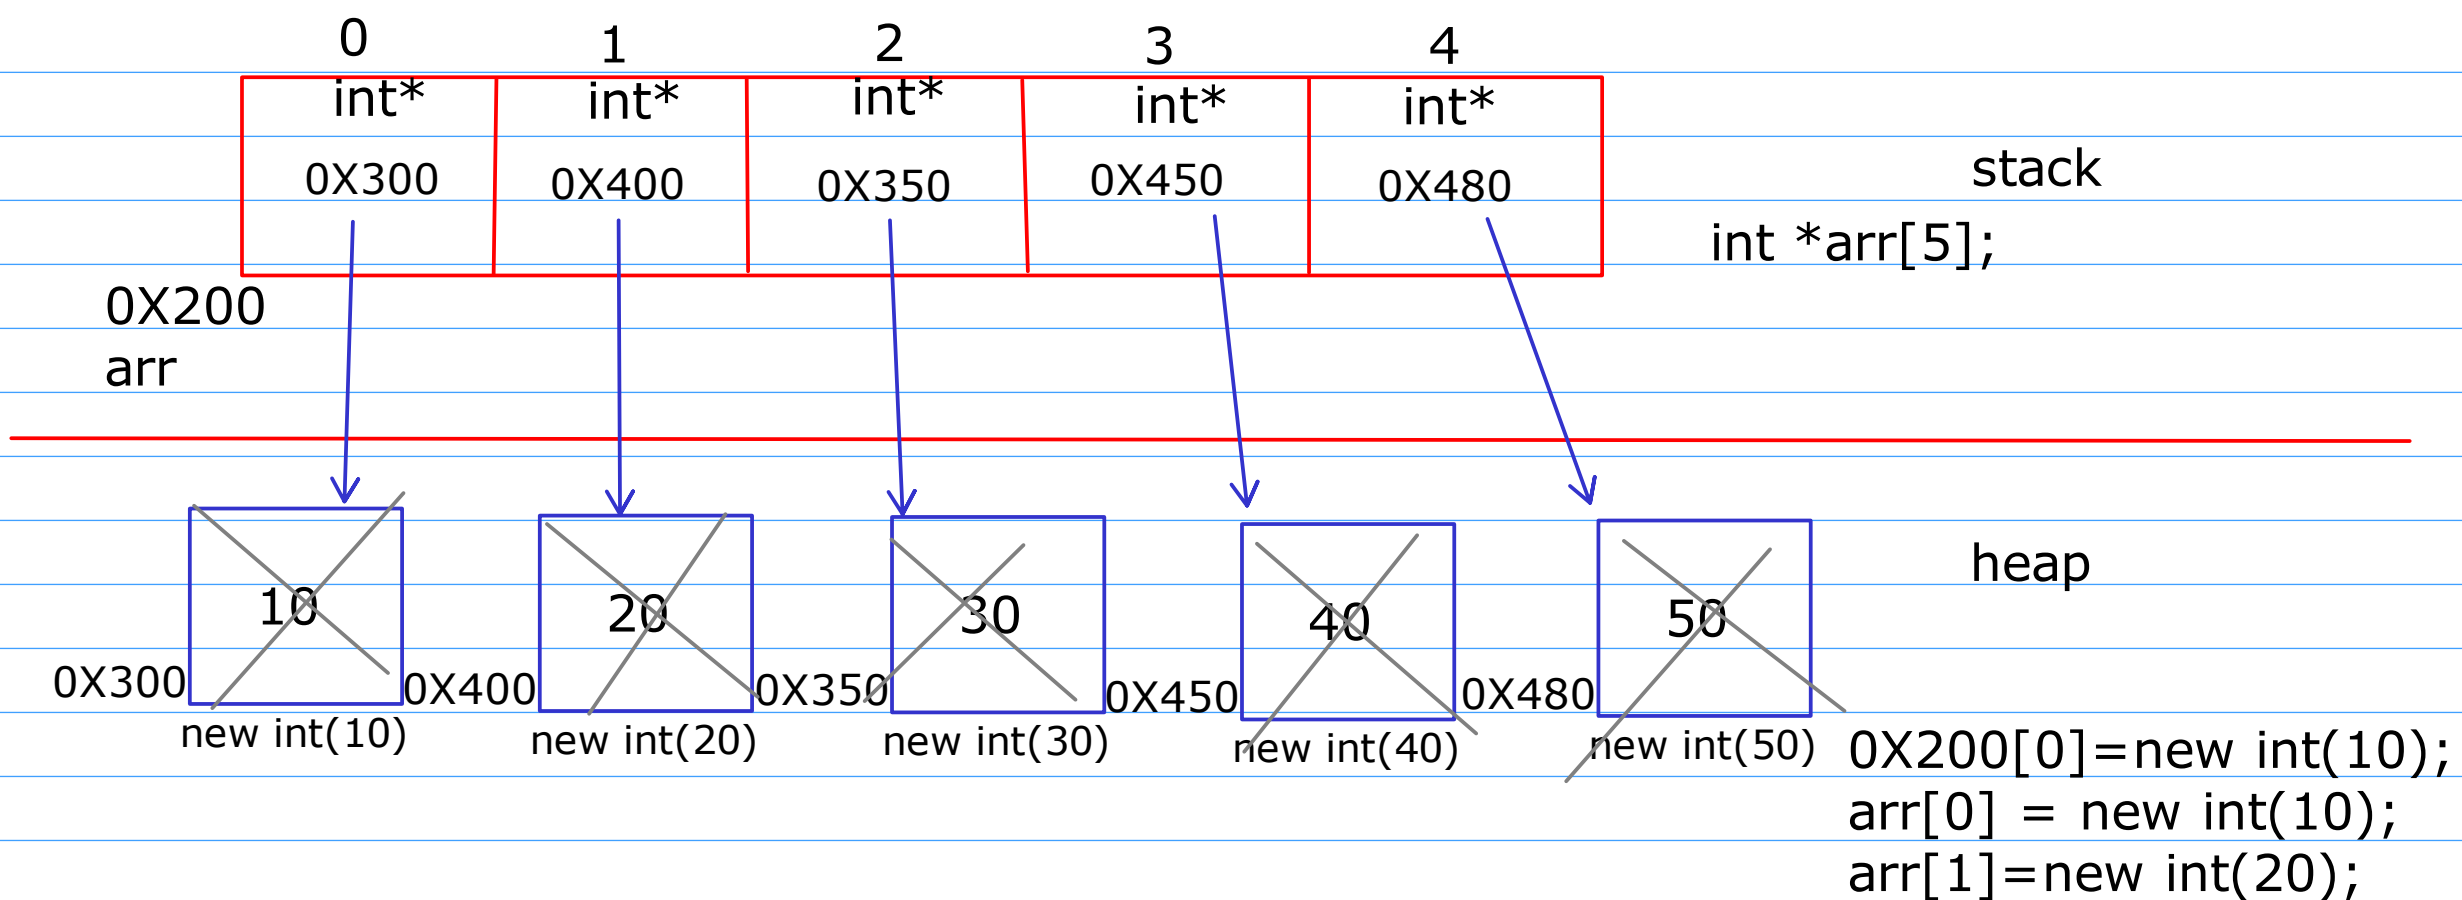 0 1 2 3 4
int* int* int* int* int*
0X300 0X400 0X350 0X450 0X480
stack
int *arr[5];
0X200
arr
heap
10 20 30 40 50
0X300 0X400 0X350 0X450 0X480
new int(10) new int(20) new int(30) new int(40) new int(50)
0X200[0]=new int(10);
arr[0] = new int(10);
arr[1]=new int(20);